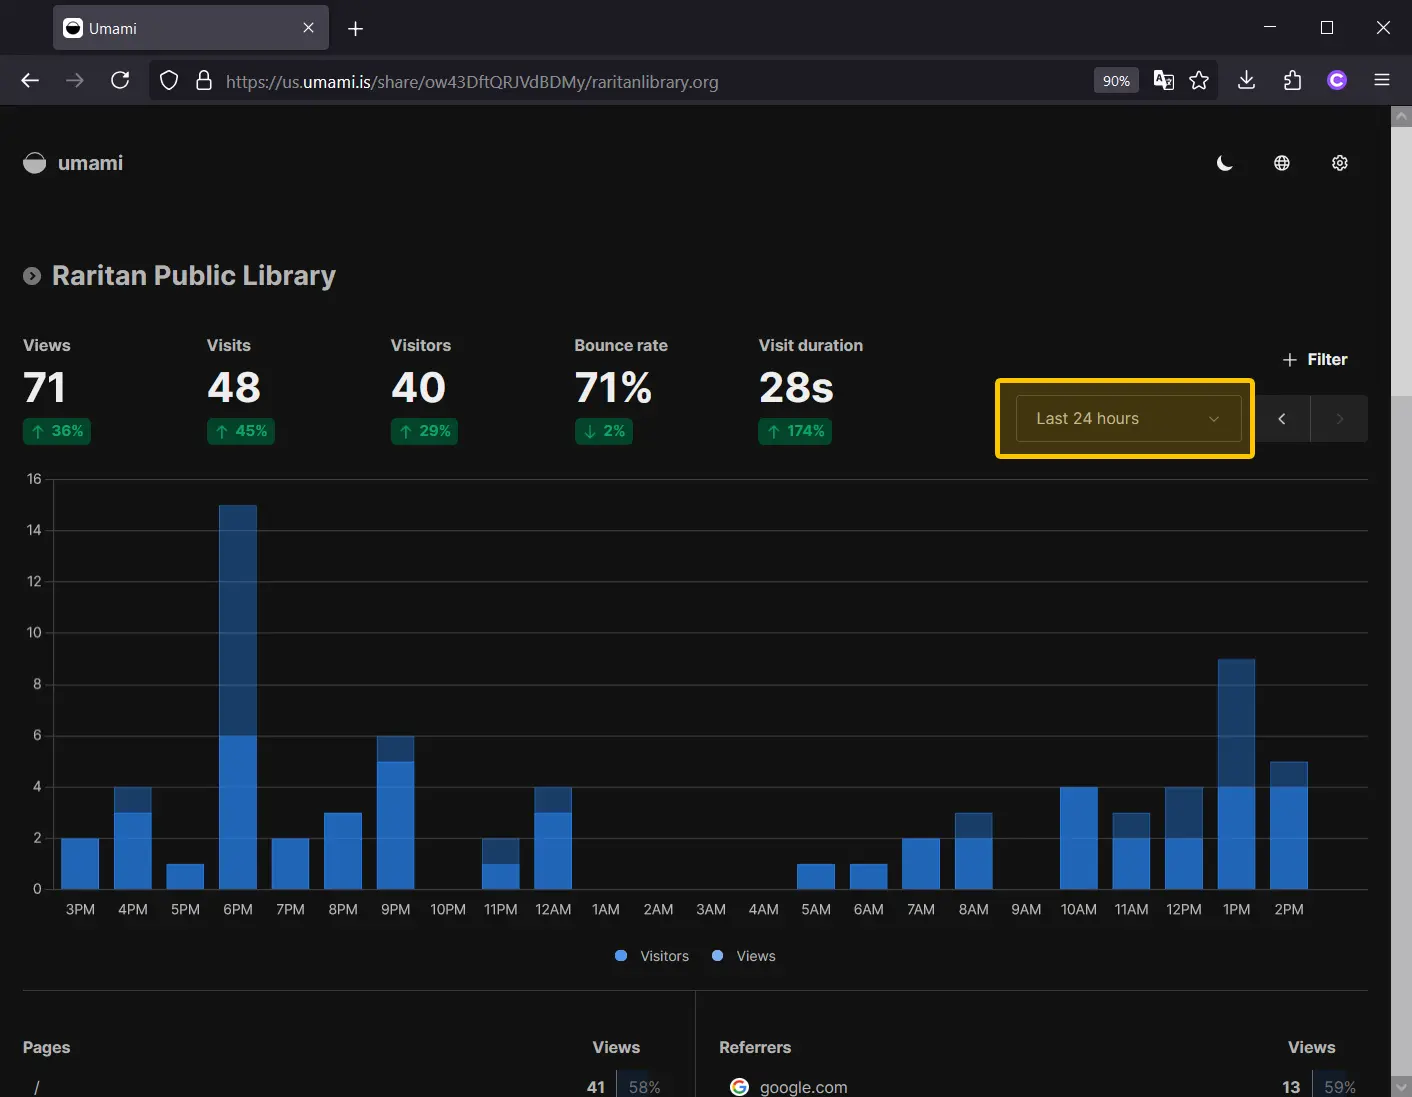 Umami
https://us.umami.is/share/ow43DftQRJVdBDMy/raritanlibrary.org
90%
umami
Raritan Public Library
Views
71
36%
Visits
48
45%
Visitors
40
29%
Bounce rate
71%
2%
Visit duration
28s
174%
Filter
Last 24 hours
16
14
12
10
8
6
4
2
0
3PM 4PM 5PM 6PM 7PM 8PM 9PM 10PM 11PM 12AM 1AM 2AM 3AM 4AM 5AM 6AM 7AM 8AM 9AM 10AM 11AM 12PM 1PM 2PM
Visitors Views
Pages Views
/ 41 58%
Referrers Views
google.com 13 59%